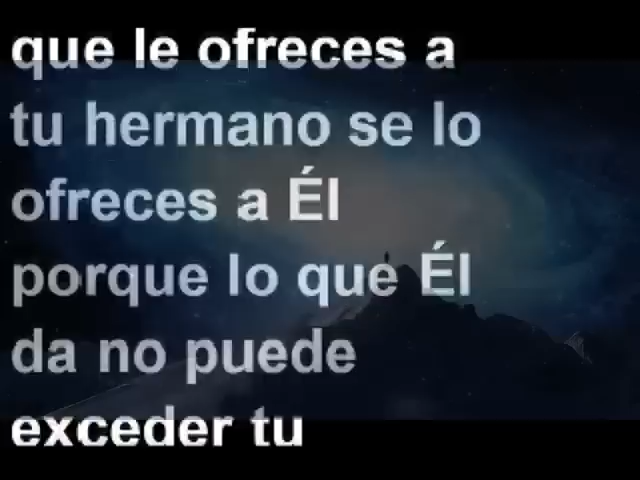 que le ofreces a
tu hermano se lo
ofreces a Él
porque lo que Él
da no puede
exceder tu